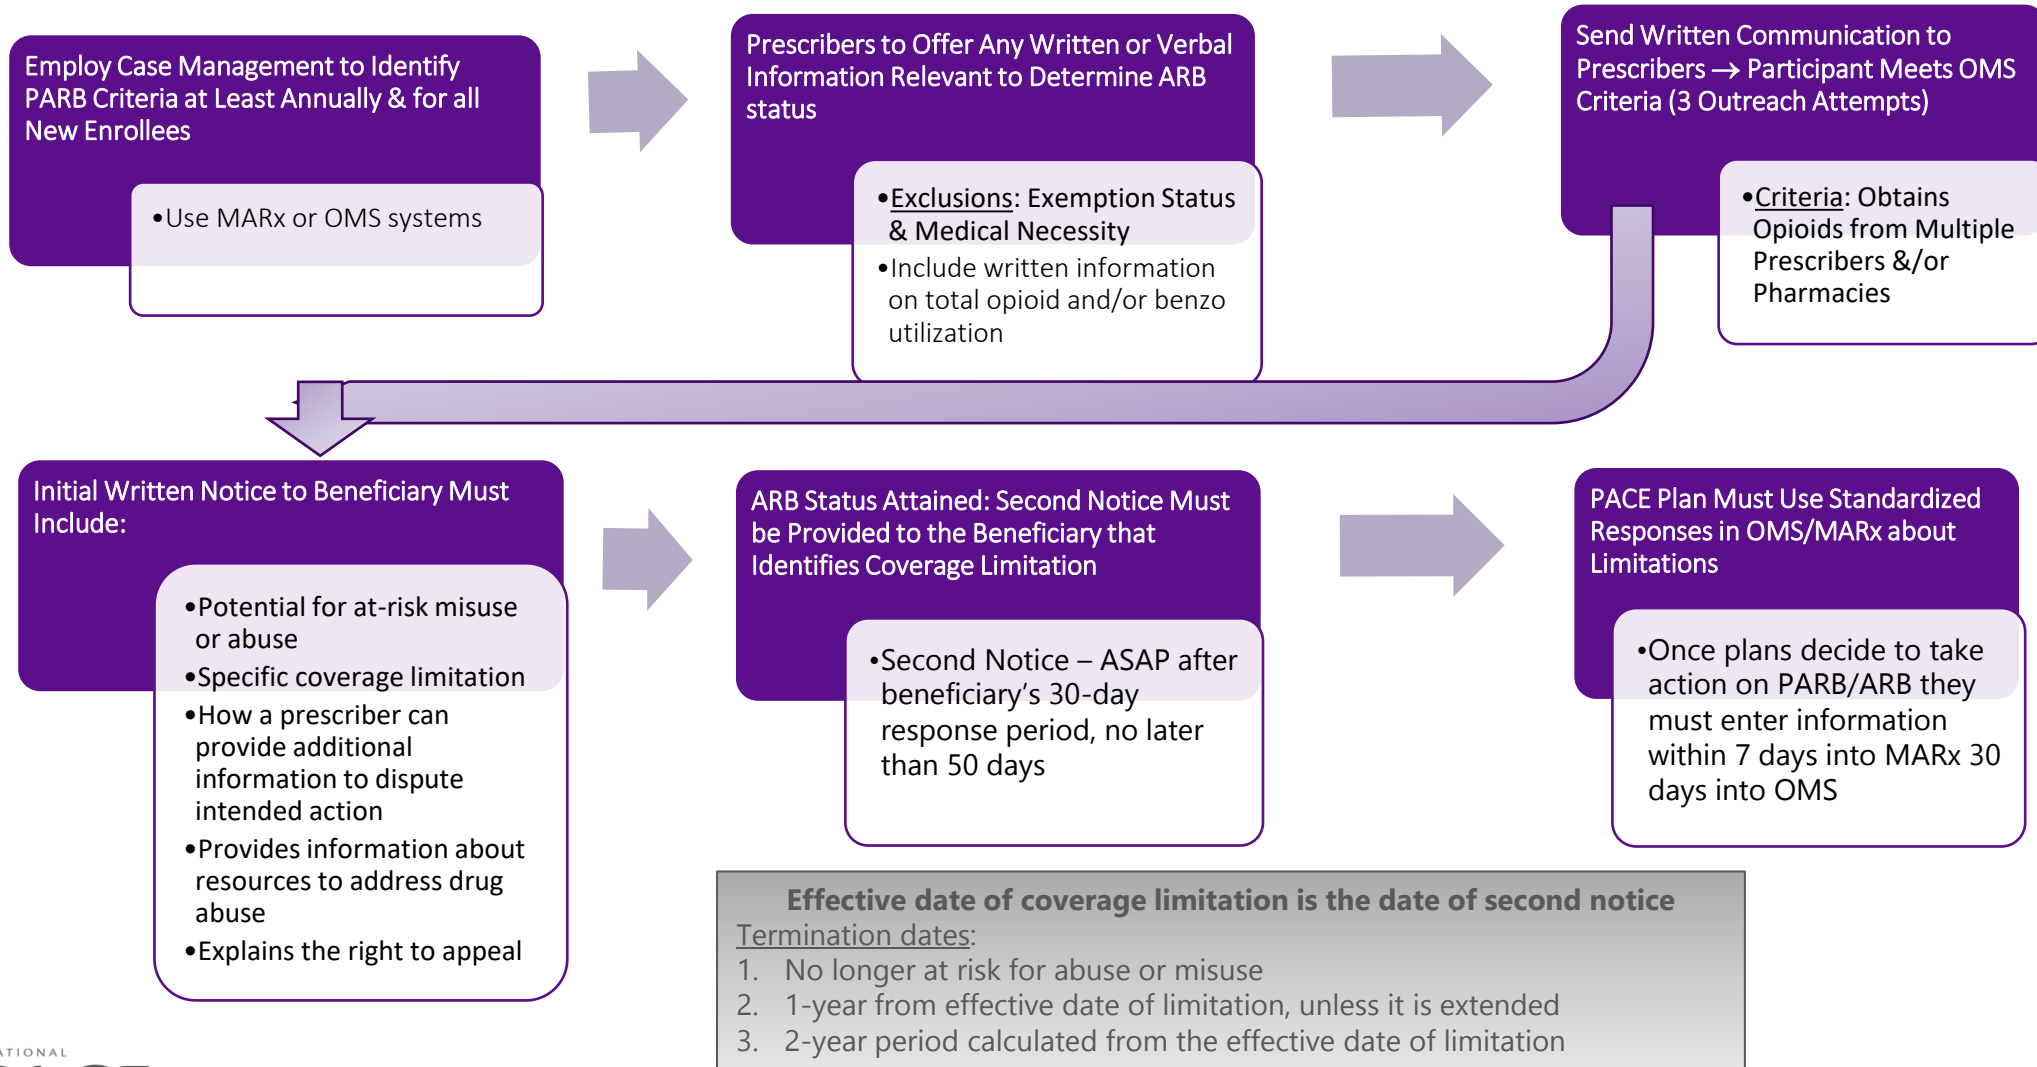 Employ Case Management to Identify
PARB Criteria at Least Annually & for all
New Enrollees
•Use MARx or OMS systems
Prescribers to Offer Any Written or Verbal
Information Relevant to Determine ARB
status
•Exclusions: Exemption Status
& Medical Necessity
•Include written information
on total opioid and/or benzo
utilization
Send Written Communication to
Prescribers → Participant Meets OMS
Criteria (3 Outreach Attempts)
•Criteria: Obtains
Opioids from Multiple
Prescribers &/or
Pharmacies
Initial Written Notice to Beneficiary Must
Include:
•Potential for at-risk misuse
or abuse
•Specific coverage limitation
•How a prescriber can
provide additional
information to dispute
intended action
•Provides information about
resources to address drug
abuse
•Explains the right to appeal
ARB Status Attained: Second Notice Must
be Provided to the Beneficiary that
Identifies Coverage Limitation
•Second Notice – ASAP after
beneficiary’s 30-day
response period, no later
than 50 days
PACE Plan Must Use Standardized
Responses in OMS/MARx about
Limitations
•Once plans decide to take
action on PARB/ARB they
must enter information
within 7 days into MARx 30
days into OMS
Effective date of coverage limitation is the date of second notice
Termination dates:
1. No longer at risk for abuse or misuse
2. 1-year from effective date of limitation, unless it is extended
3. 2-year period calculated from the effective date of limitation